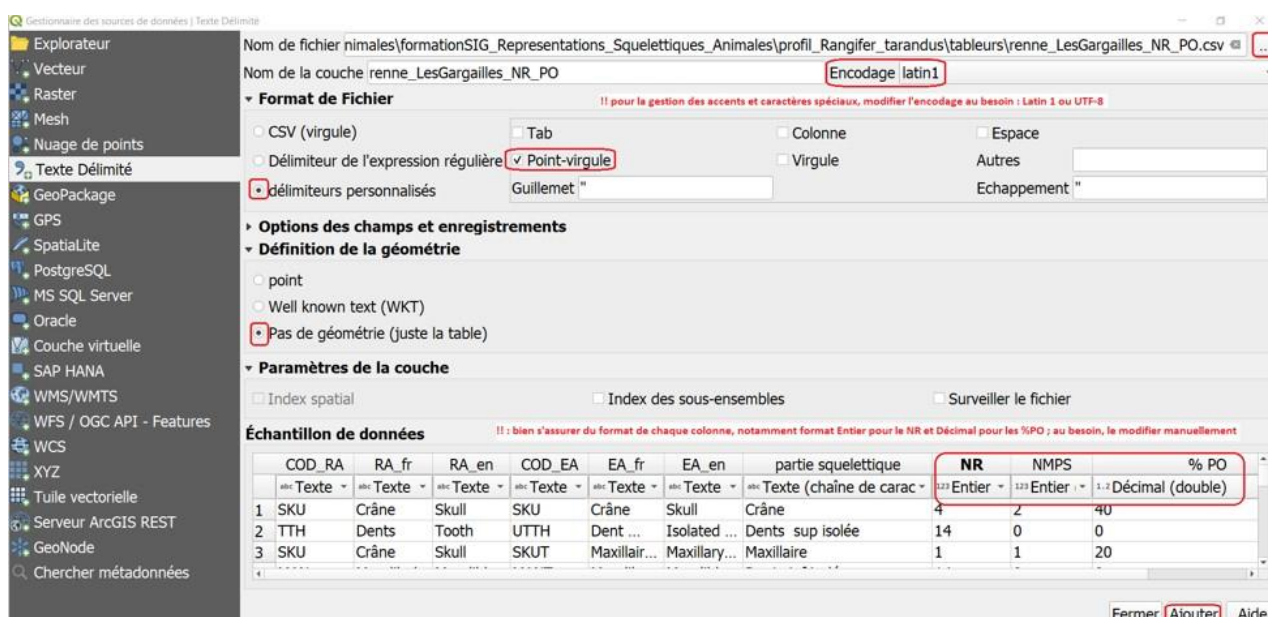 Gestionnaire des sources de données | Texte Délimité
Explorateur
Vecteur
Raster
Mesh
Nuage de points
Texte Délimité
GeoPackage
GPS
SpatiaLite
PostgreSQL
MS SQL Server
Oracle
Couche virtuelle
SAP HANA
WMS/WMTS
WFS / OGC API - Features
WCS
XYZ
Tuile vectorielle
Serveur ArcGIS REST
GeoNode
Chercher métadonnées
Nom de fichier nimales\formationSIG_Representations_Squelettiques_Animales\profil_Rangifer_tarandus\tableurs\renne_LesGargailles_NR_PO.csv ...
Nom de la couche renne_LesGargailles_NR_PO Encodage latin1
Format de Fichier !! pour la gestion des accents et caractères spéciaux, modifier l'encodage au besoin : Latin 1 ou UTF-8
CSV (virgule) Tab Colonne Espace
Délimiteur de l'expression régulière Point-virgule Virgule Autres
délimiteurs personnalisés Guillemet " Echappement "
Options des champs et enregistrements
Définition de la géométrie
point
Well known text (WKT)
Pas de géométrie (juste la table)
Paramètres de la couche
Index spatial Index des sous-ensembles Surveiller le fichier
Échantillon de données !! : bien s'assurer du format de chaque colonne, notamment format Entier pour le NR et Décimal pour les %PO ; au besoin, le modifier manuellement
COD_RA RA_fr RA_en COD_EA EA_fr EA_en partie squelettique NR NMPS % PO
abc Texte abc Texte abc Texte abc Texte abc Texte abc Texte abc Texte (chaîne de carac 123 Entier 123 Entier 1.2 Décimal (double)
1 SKU Crâne Skull SKU Crâne Skull Crâne 4 2 40
2 TTH Dents Tooth UTTH Dent ... Isolated ... Dents sup isolée 14 0 0
3 SKU Crâne Skull SKUT Maxillair... Maxillary... Maxillaire 1 1 20
Fermer Ajouter Aide